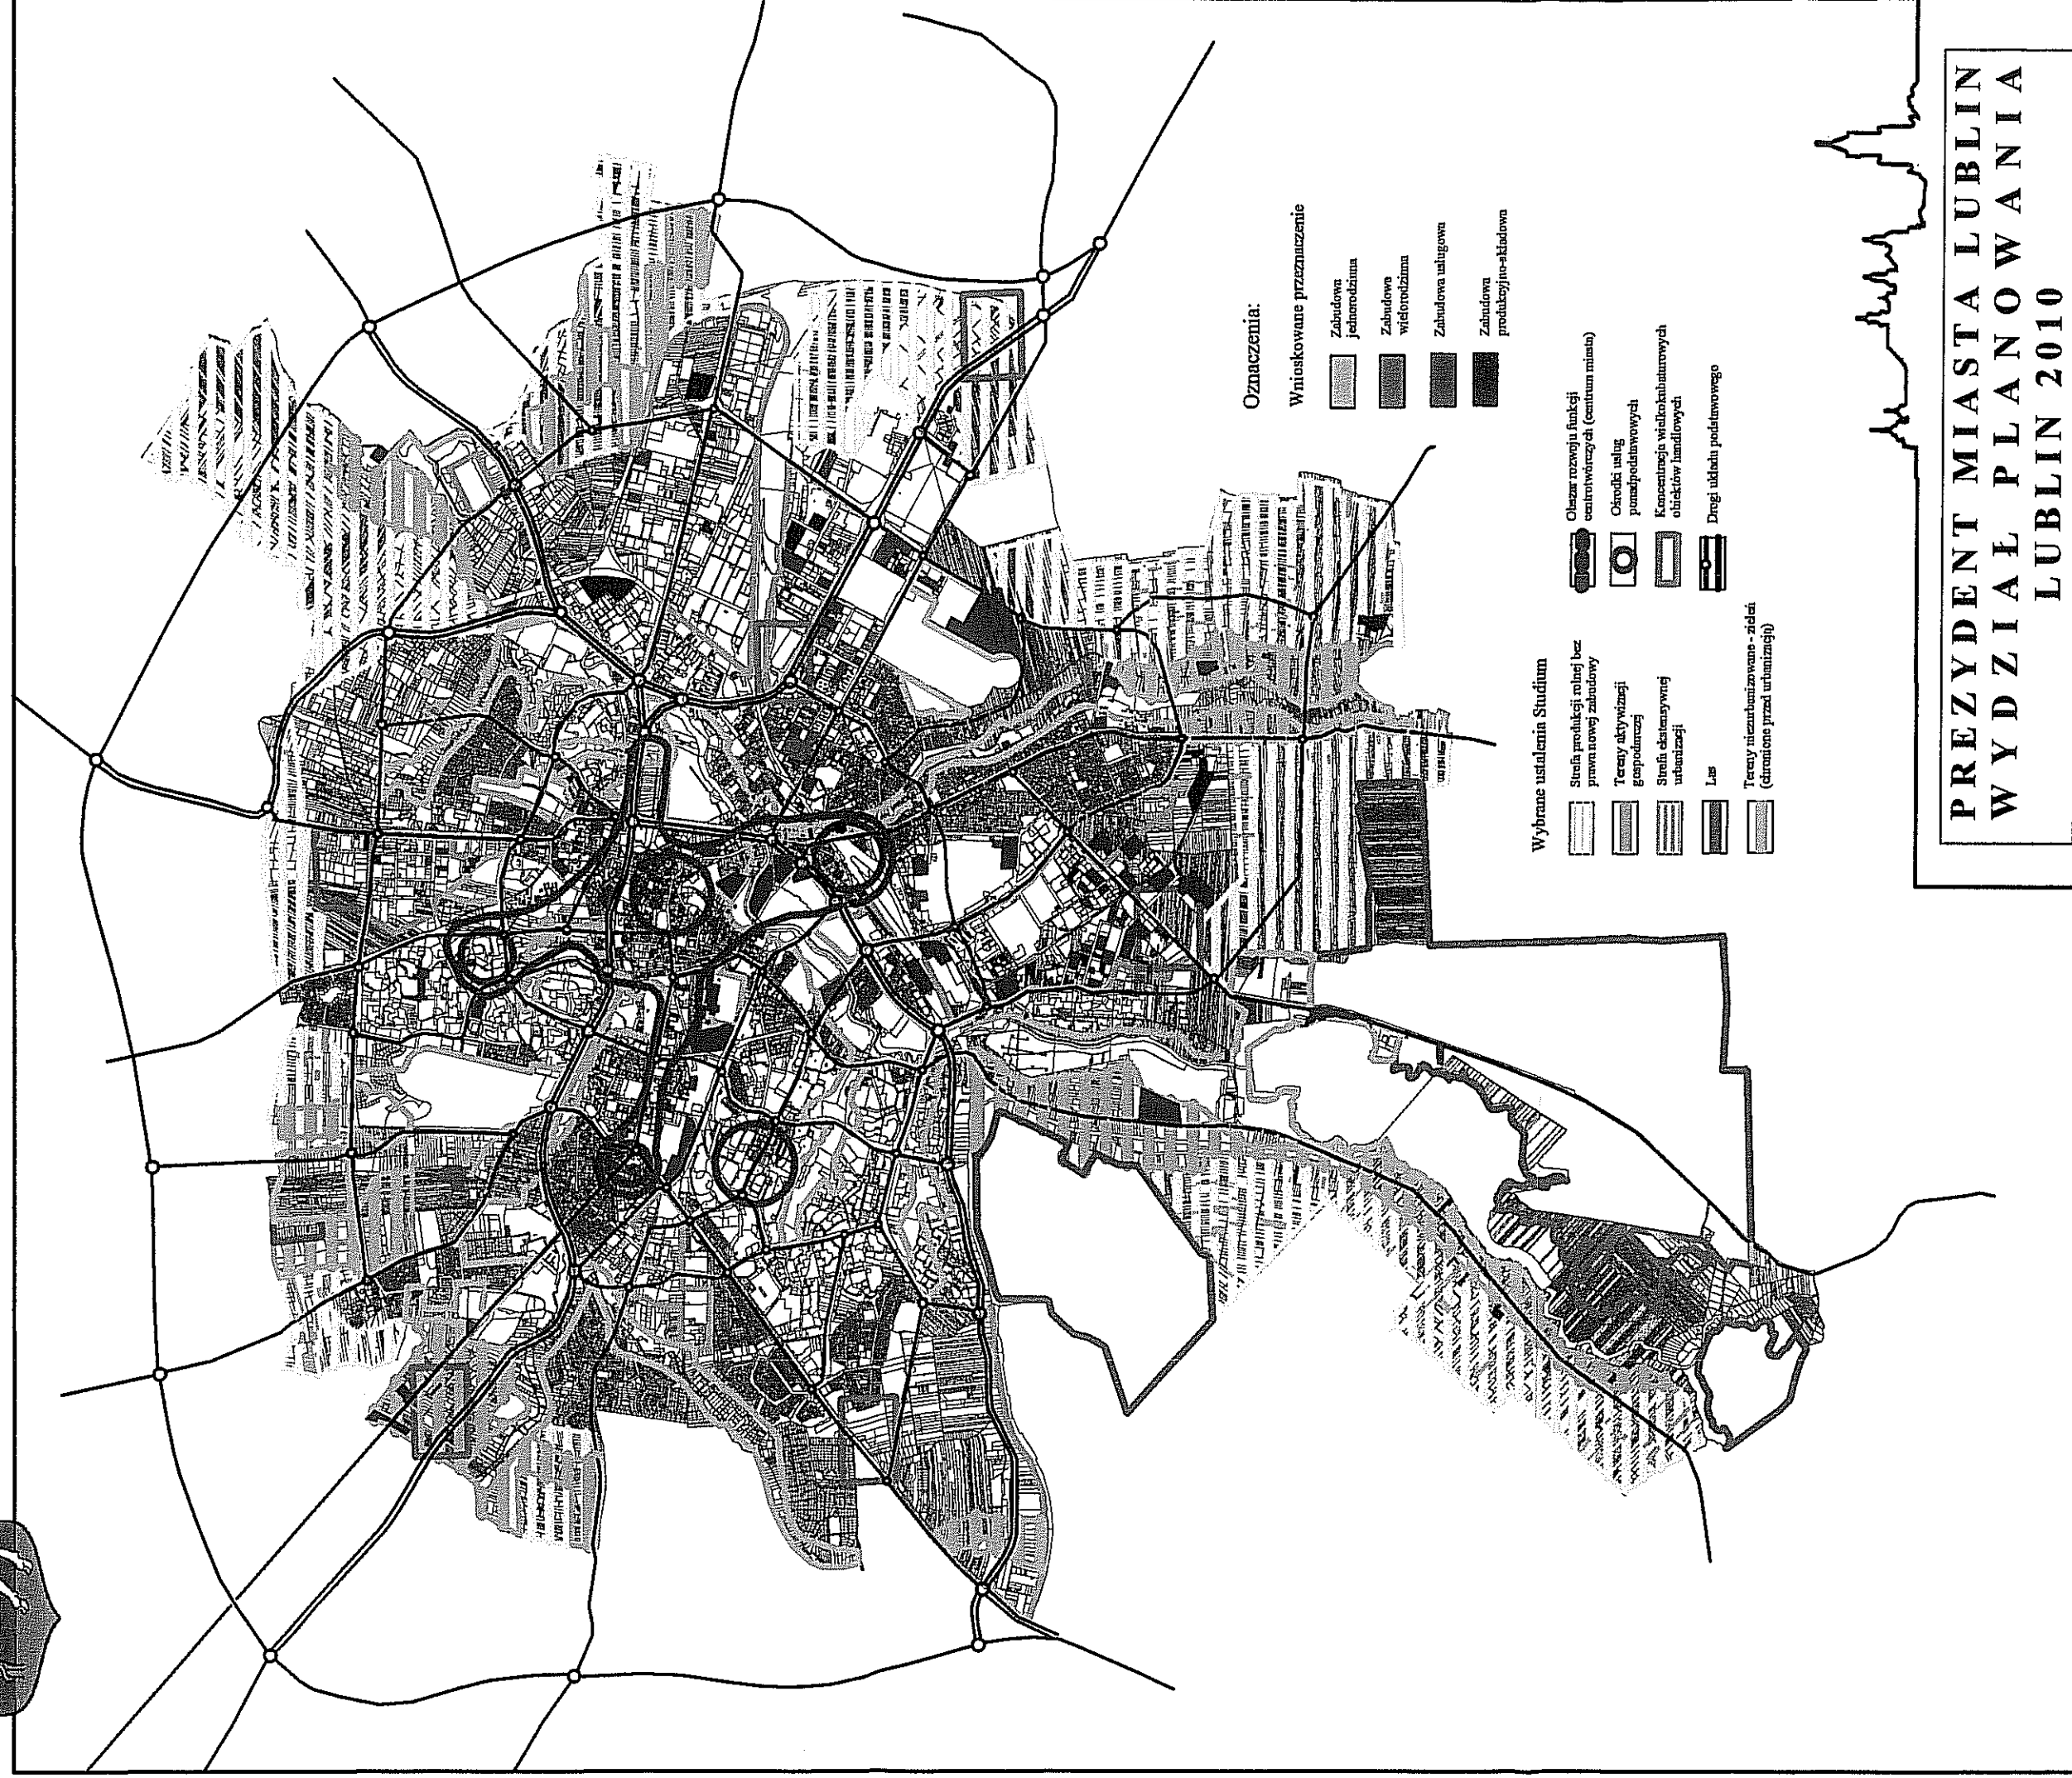 Oznaczenia:
Wnioskowane przeznaczenie
Zabudowa
jednorodzinna
Zabudowa
wielorodzinna
Zabudowa usługowa
Zabudowa
produkcyjno-składowa
Wybrane ustalenia Studium
Strefa produkcji rolnej bez
prawa nowej zabudowy
Tereny aktywizacji
gospodarczej
Strefa ekstensywnej
urbanizacji
Las
Tereny niezurbanizowane - zieleń
(chronione przed urbanizacją)
Obszar rozwoju funkcji
centrotwórczych (centrum miasta)
Ośrodki usług
ponadpodstawowych
Koncentracja wielkokubaturowych
obiektów handlowych
Drogi układu podstawowego
PREZYDENT MIASTA LUBLIN
WYDZIAŁ PLANOWANIA
LUBLIN 2010